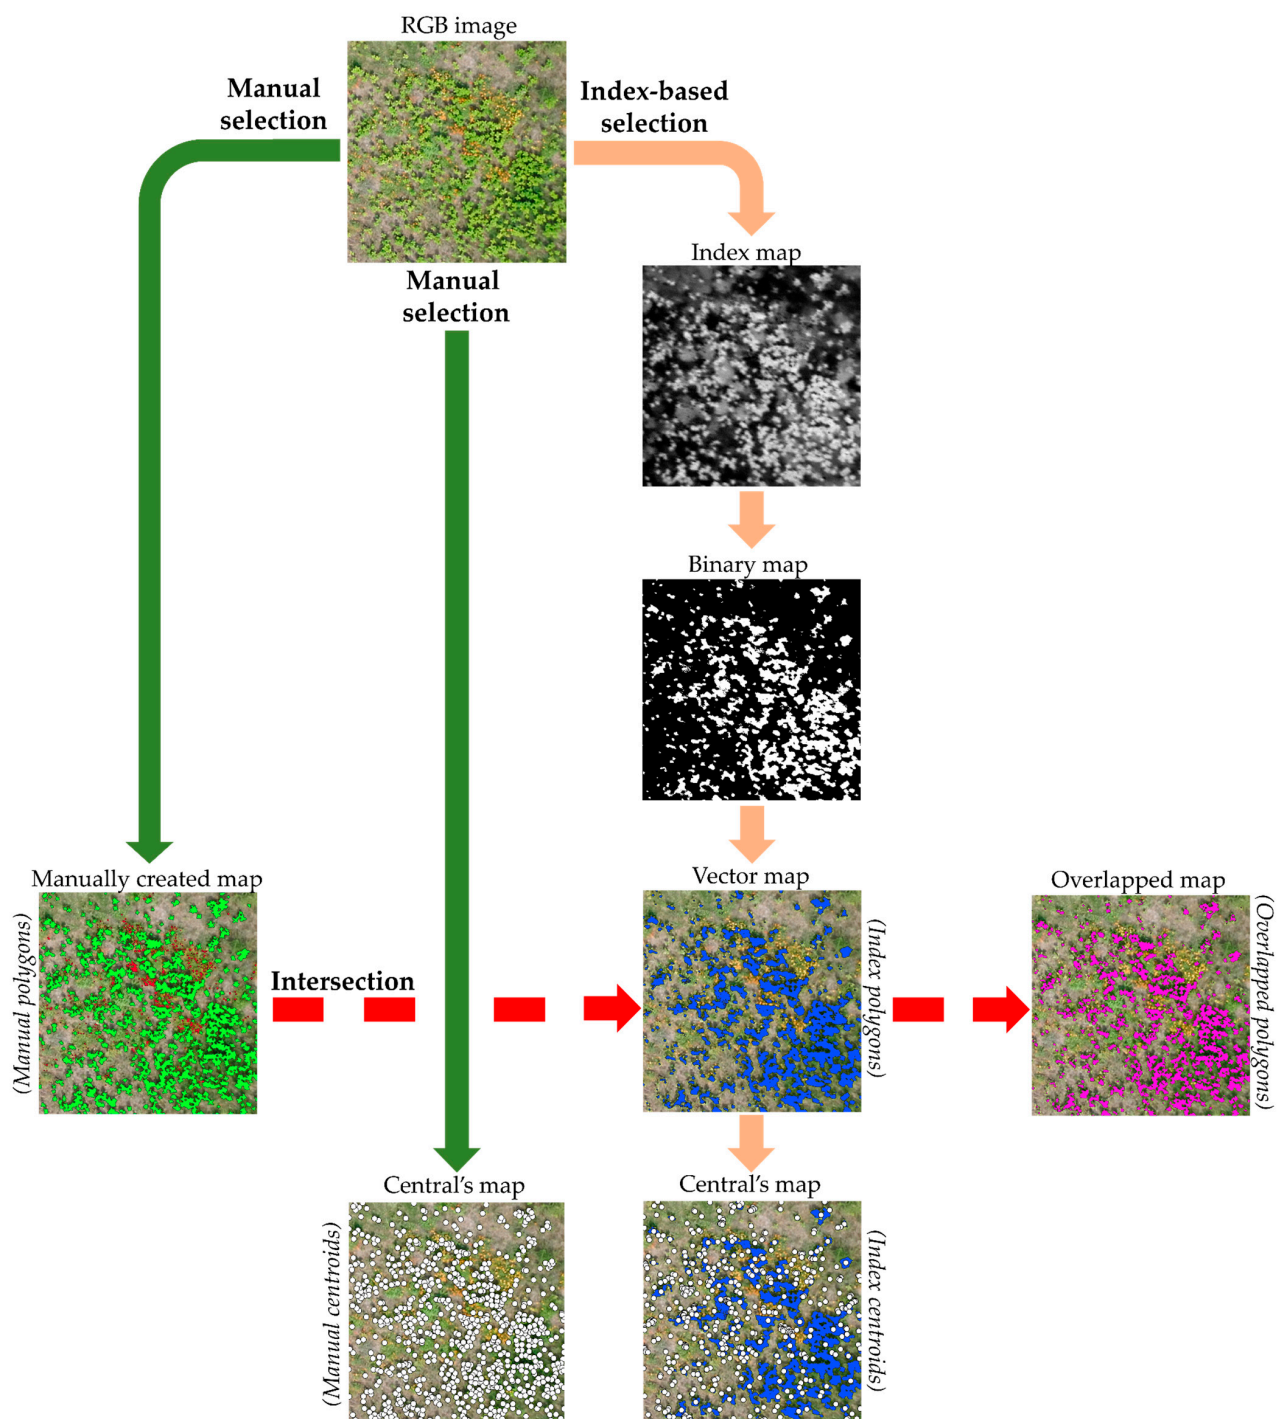 RGB image
Manual
selection
Index-based
selection
Index map
Manual
selection
Binary map
Manually created map
(Manual polygons)
Intersection
Vector map
(Index polygons)
Overlapped map
(Overlapped polygons)
Central's map
(Manual centroids)
Central's map
(Index centroids)